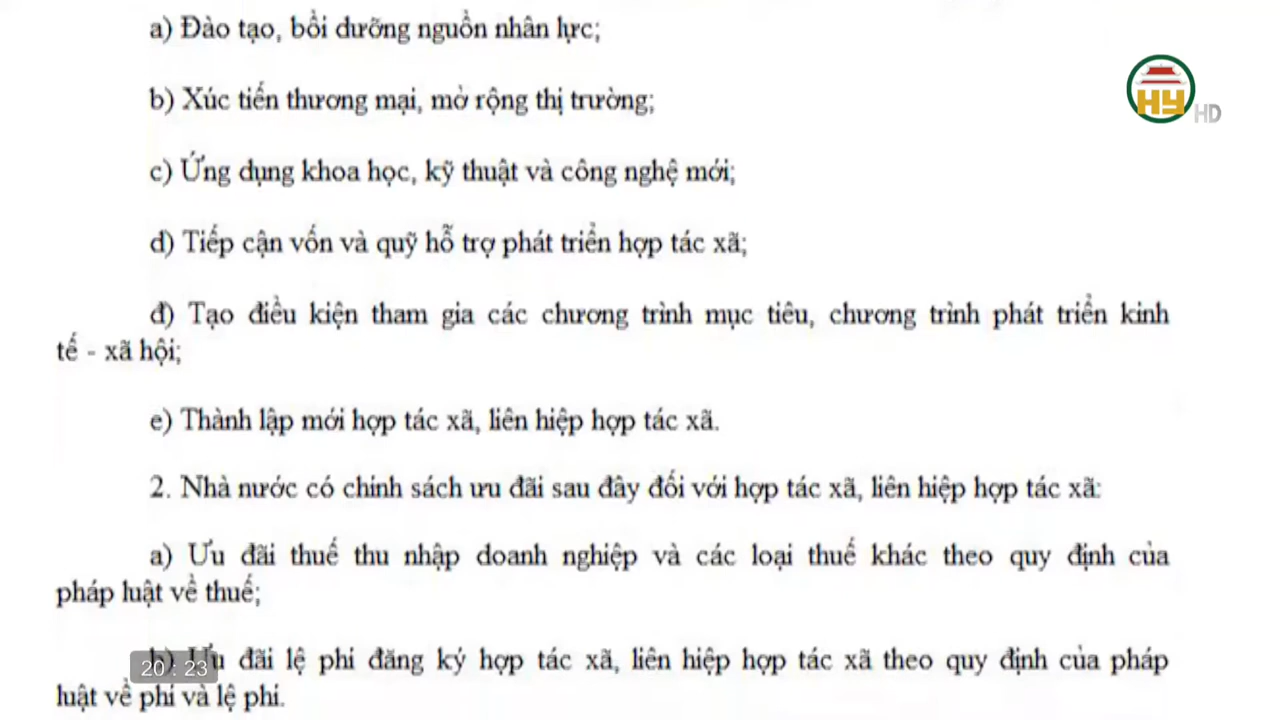 a) Đào tạo, bồi dưỡng nguồn nhân lực;
HY HD
b) Xúc tiến thương mại, mở rộng thị trường;
c) Ứng dụng khoa học, kỹ thuật và công nghệ mới;
d) Tiếp cận vốn và quỹ hỗ trợ phát triển hợp tác xã;
đ) Tạo điều kiện tham gia các chương trình mục tiêu, chương trình phát triển kinh
tế - xã hội;
e) Thành lập mới hợp tác xã, liên hiệp hợp tác xã.
2. Nhà nước có chính sách ưu đãi sau đây đối với hợp tác xã, liên hiệp hợp tác xã:
a) Ưu đãi thuế thu nhập doanh nghiệp và các loại thuế khác theo quy định của
pháp luật về thuế;
b) Ưu đãi lệ phí đăng ký hợp tác xã, liên hiệp hợp tác xã theo quy định của pháp
20 : 23
luật về phí và lệ phí.